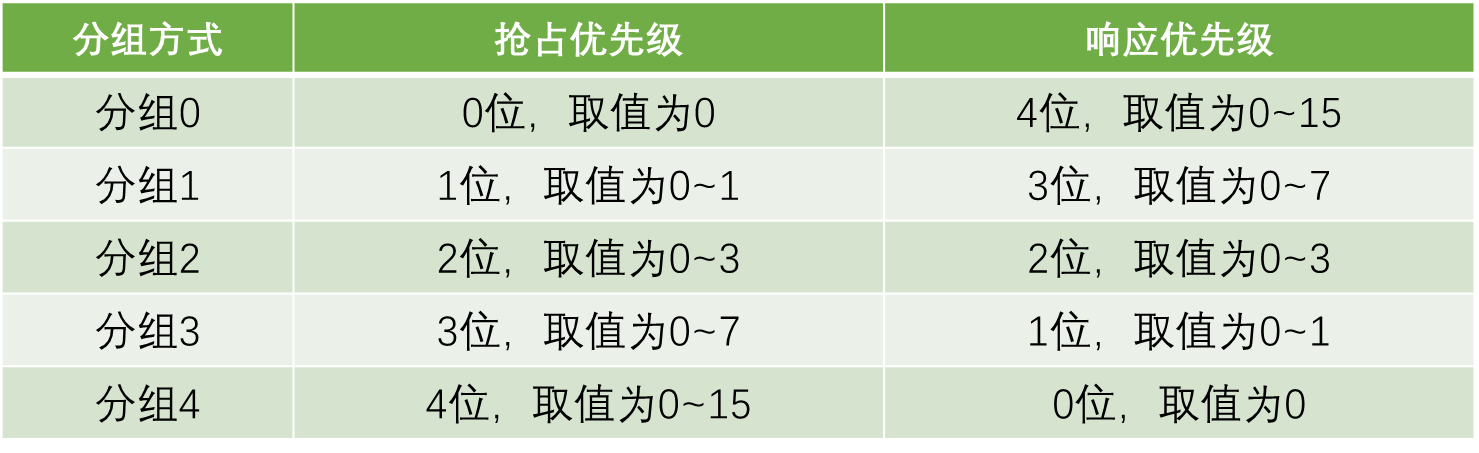 分组方式 抢占优先级 响应优先级
分组0 0位，取值为0 4位，取值为0~15
分组1 1位，取值为0~1 3位，取值为0~7
分组2 2位，取值为0~3 2位，取值为0~3
分组3 3位，取值为0~7 1位，取值为0~1
分组4 4位，取值为0~15 0位，取值为0